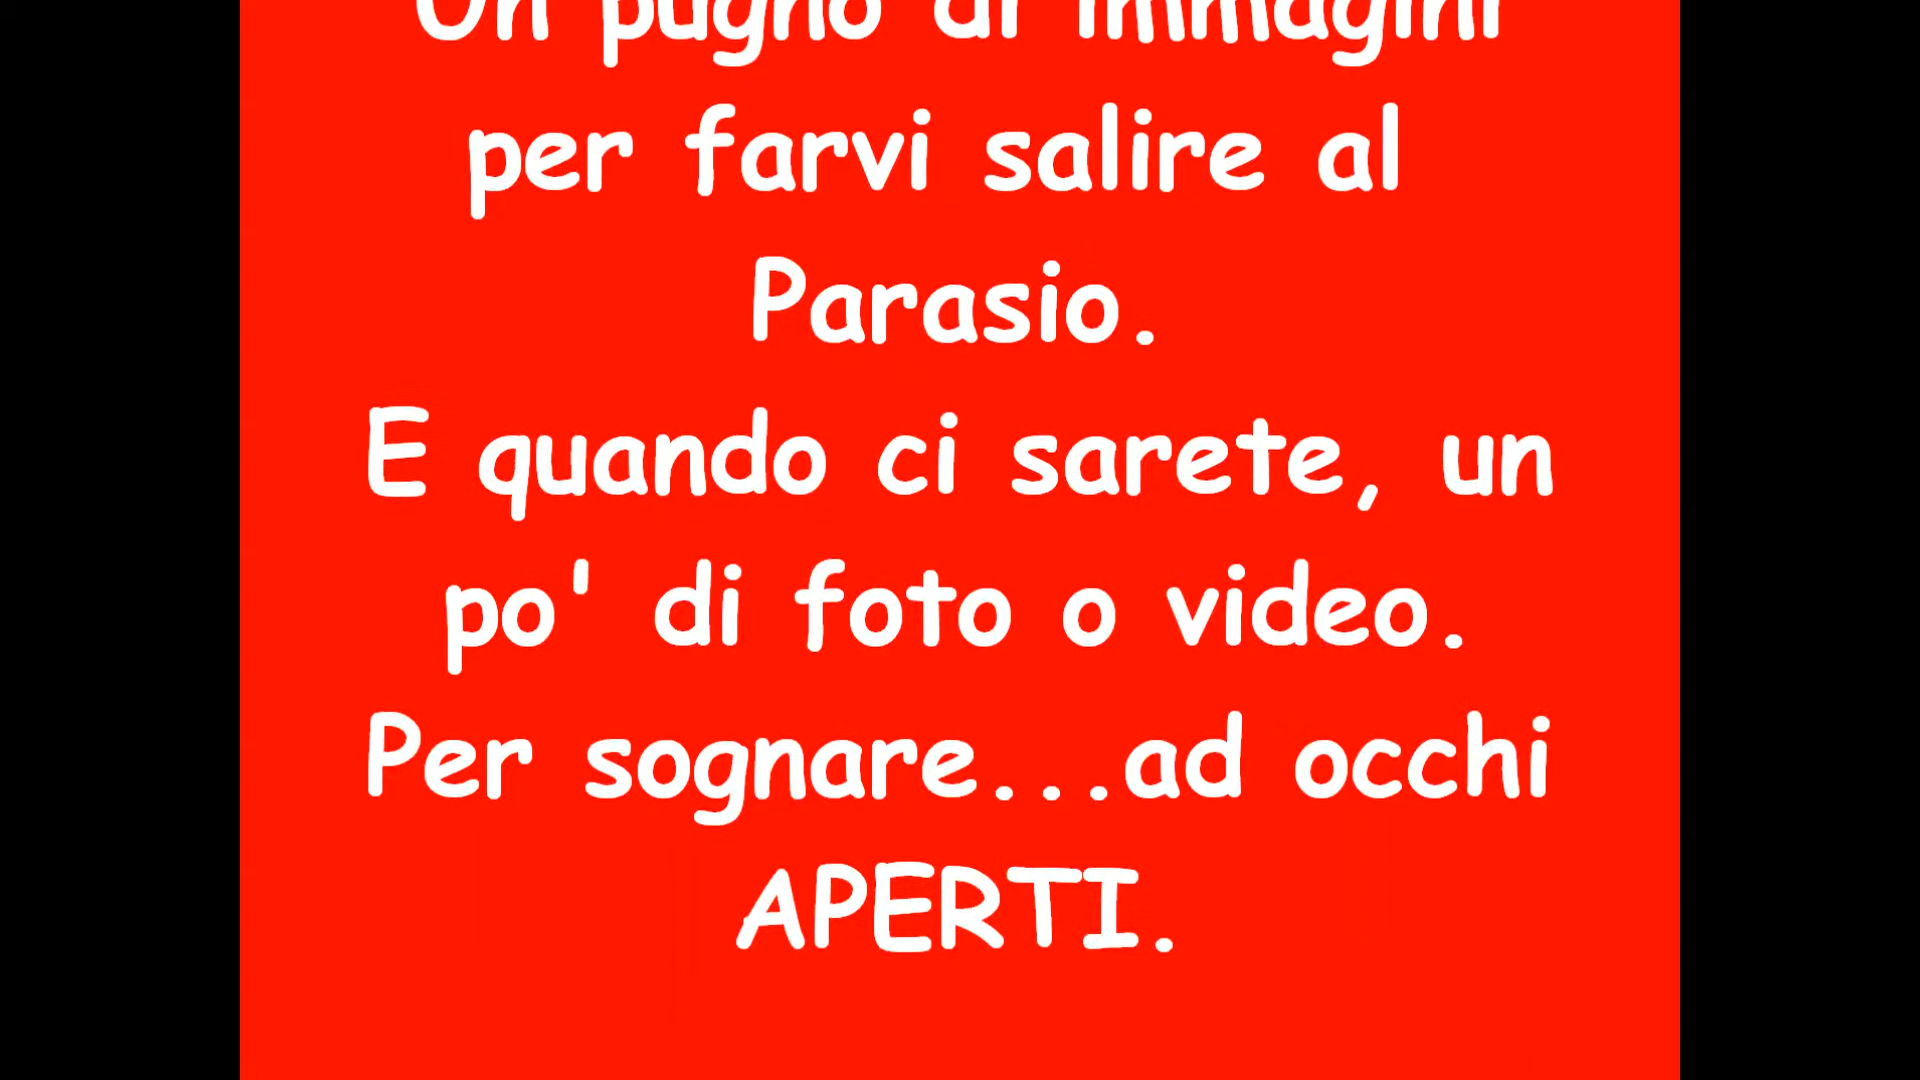 Un pugno di immagini
per farvi salire al
Parasio.
E quando ci sarete, un
po' di foto o video.
Per sognare...ad occhi
APERTI.